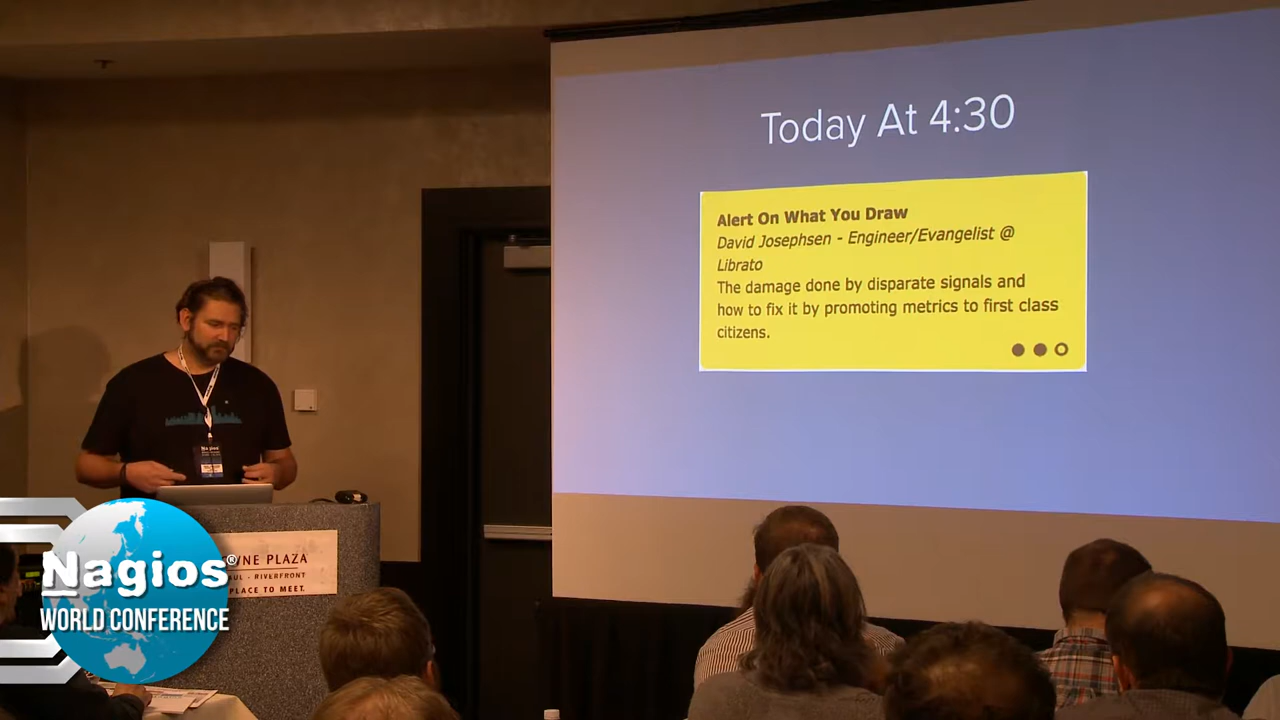 Today At 4:30
Alert On What You Draw
David Josephsen - Engineer/Evangelist @
Librato
The damage done by disparate signals and
how to fix it by promoting metrics to first class
citizens.
Nagios
Nagios®
WORLD CONFERENCE
PLAZA
RIVERFRONT
PLACE TO MEET.